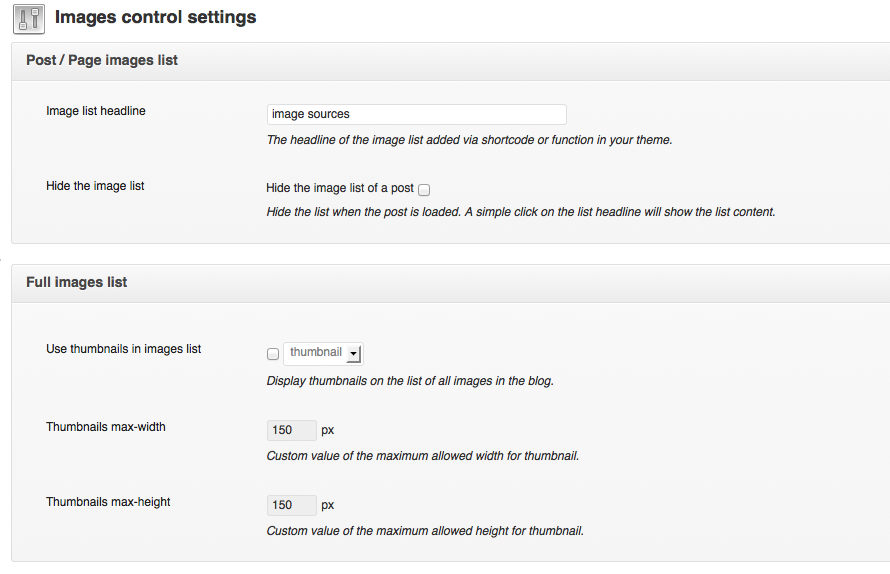 Images control settings
Post / Page images list
Image list headline
image sources
The headline of the image list added via shortcode or function in your theme.
Hide the image list
Hide the image list of a post
Hide the list when the post is loaded. A simple click on the list headline will show the list content.
Full images list
Use thumbnails in images list
thumbnail
Display thumbnails on the list of all images in the blog.
Thumbnails max-width
150 px
Custom value of the maximum allowed width for thumbnail.
Thumbnails max-height
150 px
Custom value of the maximum allowed height for thumbnail.